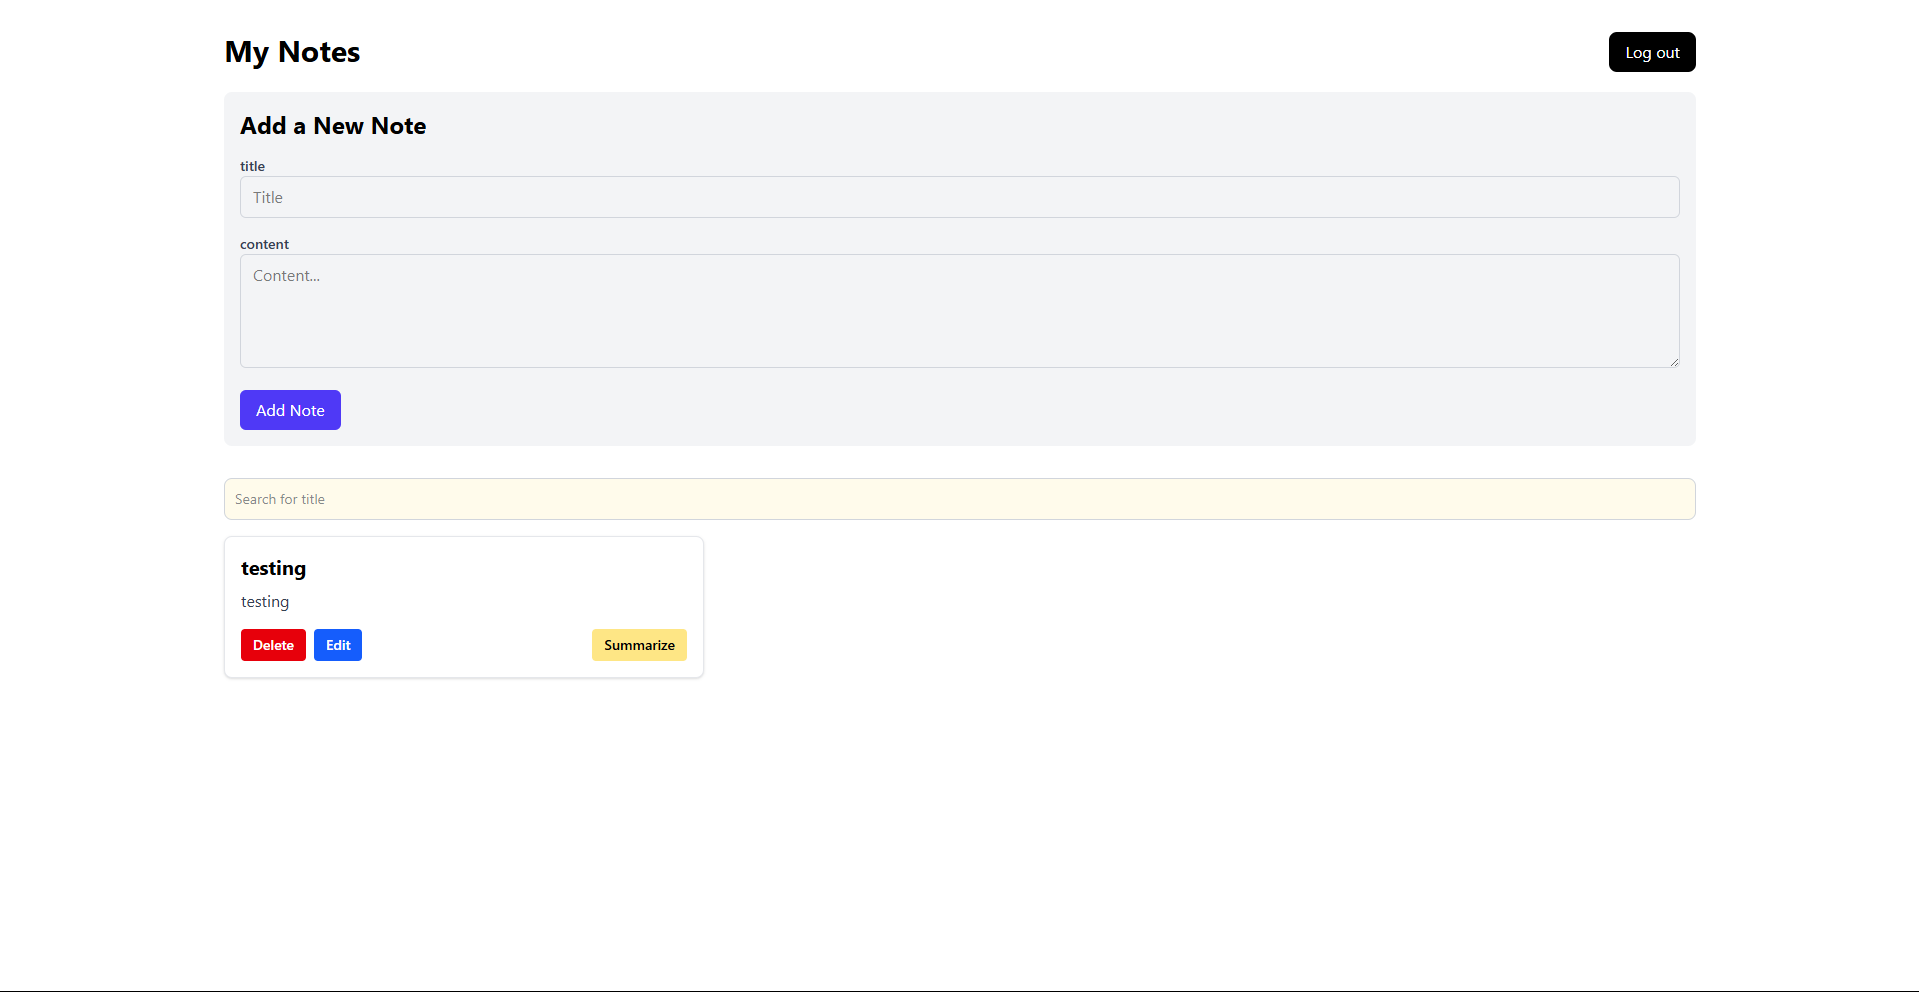 My Notes
Log out
Add a New Note
title
Title
content
Content...
Add Note
Search for title
testing
testing
Delete Edit Summarize